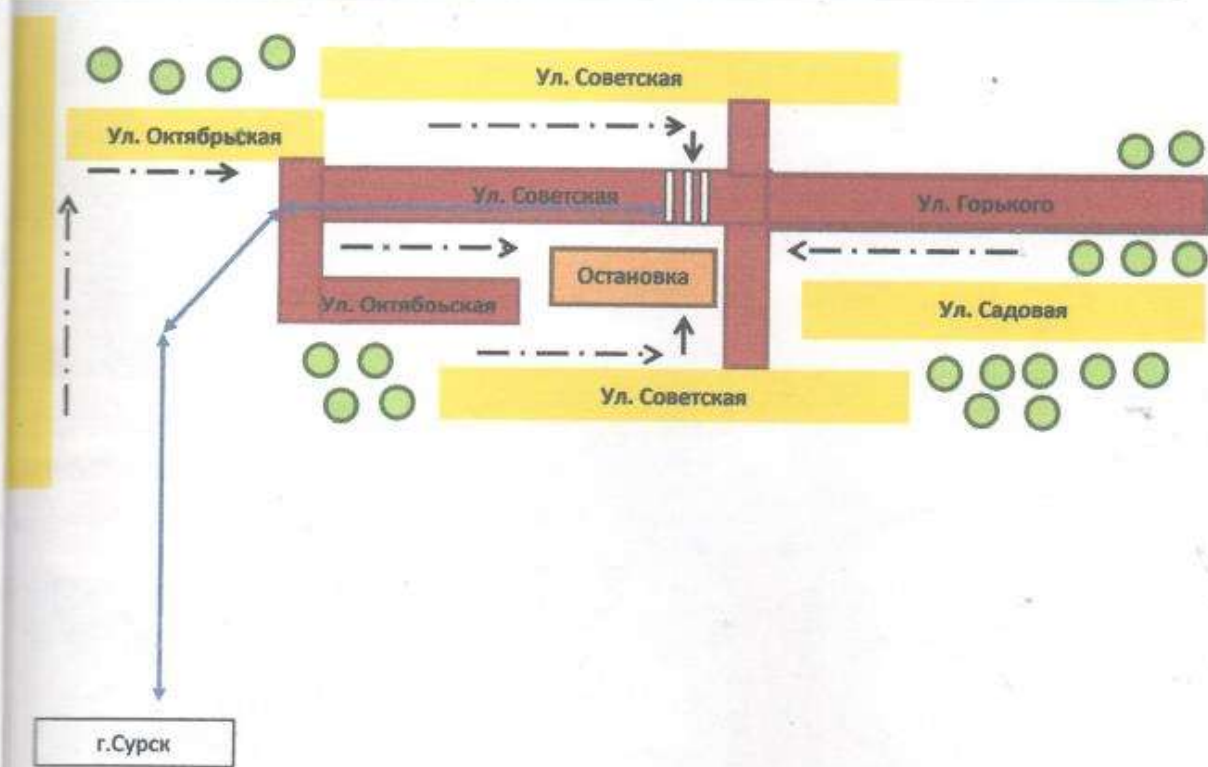 Ул. Советская
Ул. Октябрьская
Ул. Советская
Ул. Горького
Остановка
Ул. Октябоьская
Ул. Садовая
Ул. Советская
г.Сурск